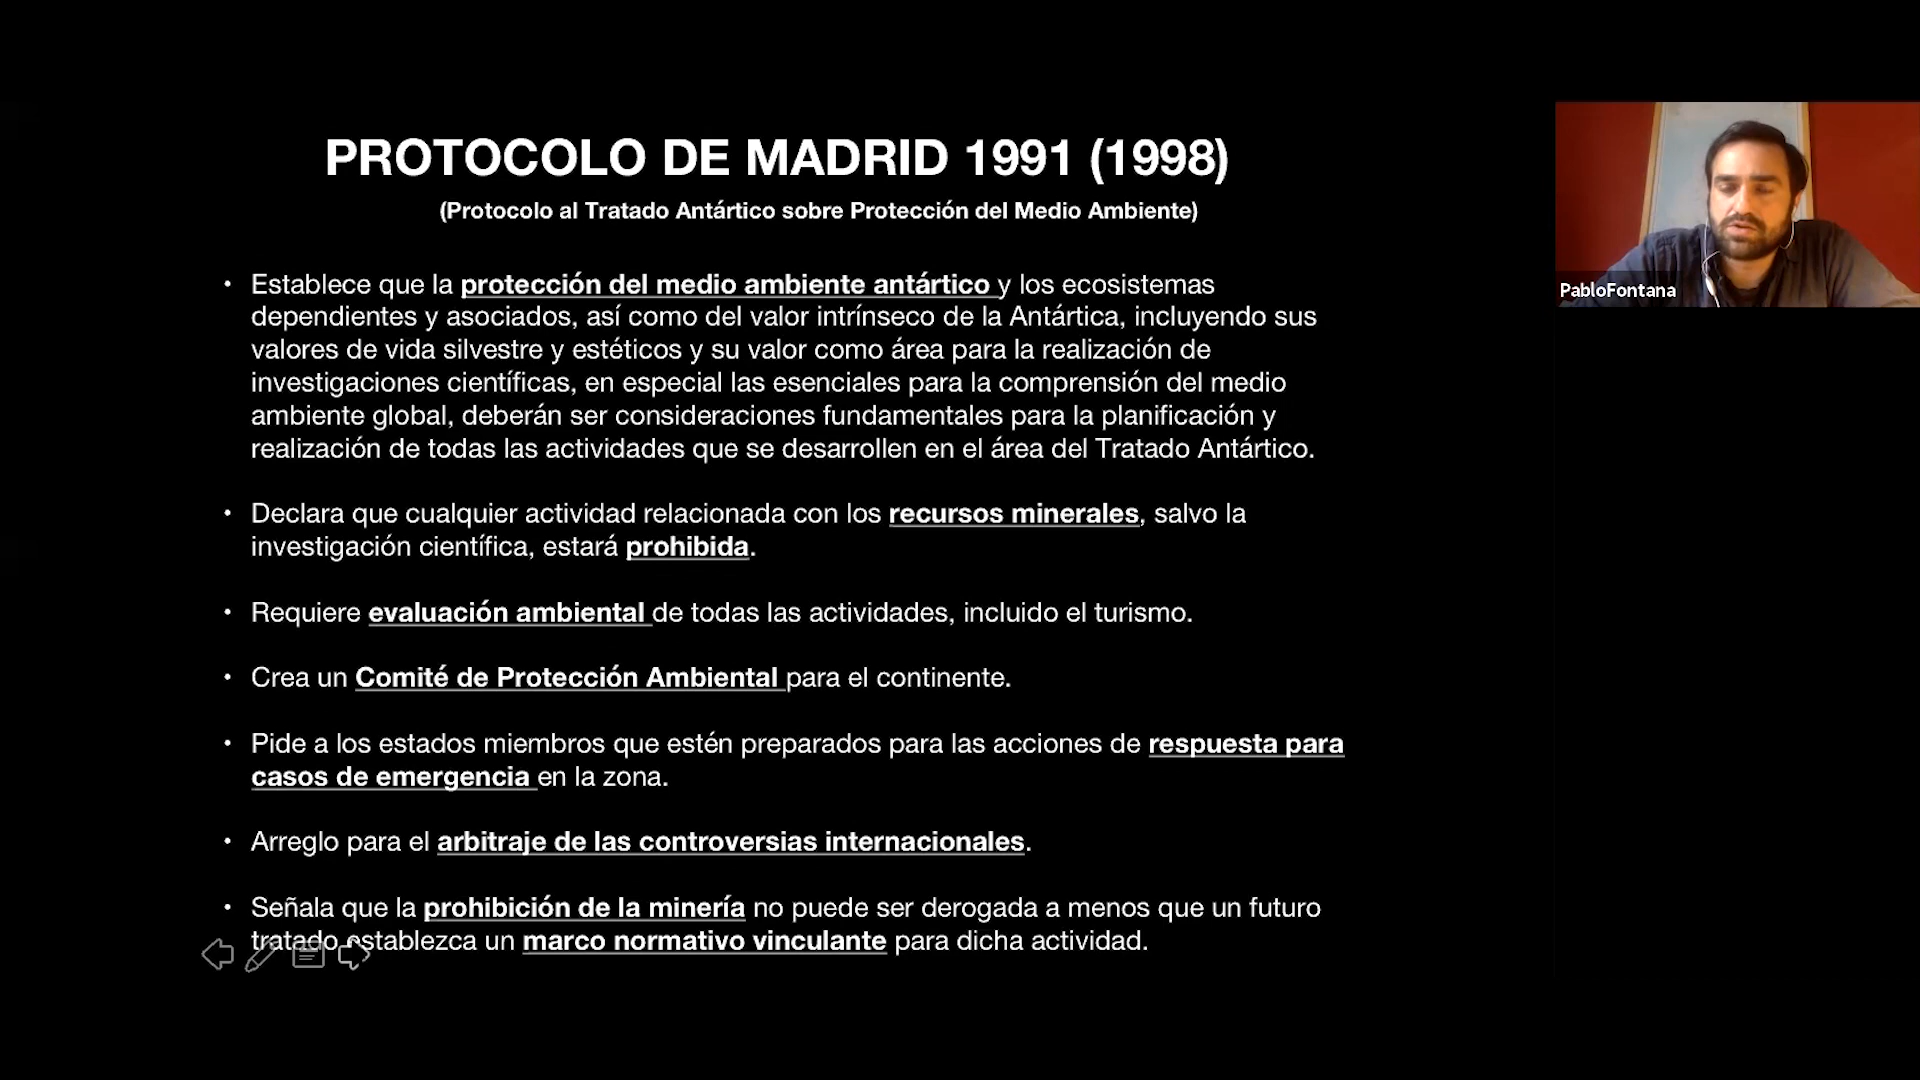 PROTOCOLO DE MADRID 1991 (1998)
(Protocolo al Tratado Antártico sobre Protección del Medio Ambiente)
• Establece que la protección del medio ambiente antártico y los ecosistemas
dependientes y asociados, así como del valor intrínseco de la Antártica, incluyendo sus
valores de vida silvestre y estéticos y su valor como área para la realización de
investigaciones científicas, en especial las esenciales para la comprensión del medio
ambiente global, deberán ser consideraciones fundamentales para la planificación y
realización de todas las actividades que se desarrollen en el área del Tratado Antártico.
• Declara que cualquier actividad relacionada con los recursos minerales, salvo la
investigación científica, estará prohibida.
• Requiere evaluación ambiental de todas las actividades, incluido el turismo.
• Crea un Comité de Protección Ambiental para el continente.
• Pide a los estados miembros que estén preparados para las acciones de respuesta para
casos de emergencia en la zona.
• Arreglo para el arbitraje de las controversias internacionales.
• Señala que la prohibición de la minería no puede ser derogada a menos que un futuro
tratado establezca un marco normativo vinculante para dicha actividad.
PabloFontana